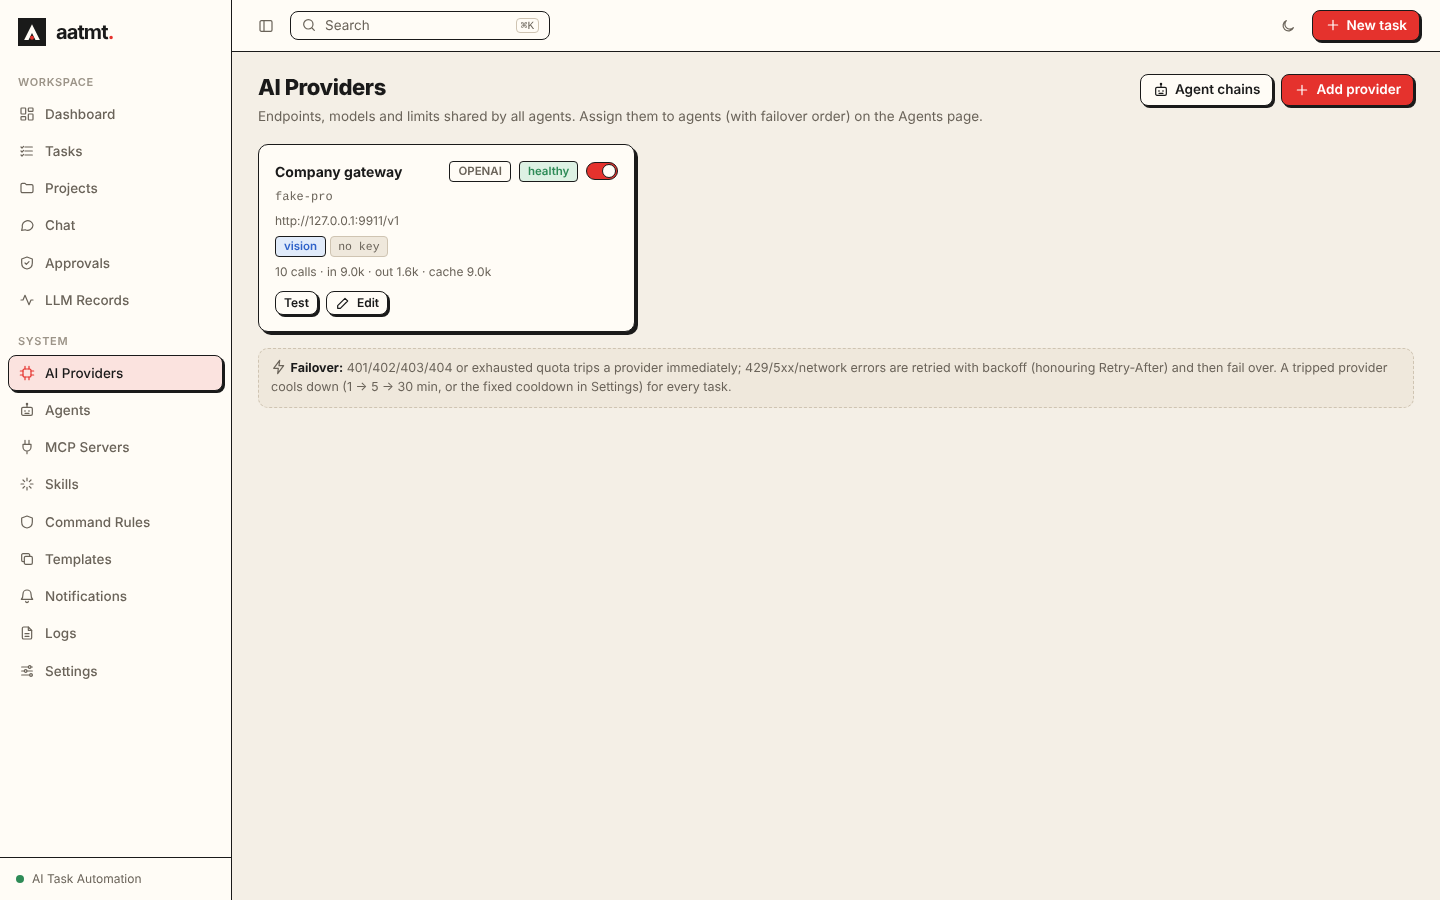 aatmt.
Search
⌘K
New task
WORKSPACE
Dashboard
Tasks
Projects
Chat
Approvals
LLM Records
SYSTEM
AI Providers
Agents
MCP Servers
Skills
Command Rules
Templates
Notifications
Logs
Settings
AI Task Automation
AI Providers
Agent chains
Add provider
Endpoints, models and limits shared by all agents. Assign them to agents (with failover order) on the Agents page.
Company gateway
OPENAI
healthy
fake-pro
http://127.0.0.1:9911/v1
vision
no key
10 calls · in 9.0k · out 1.6k · cache 9.0k
Test
Edit
Failover: 401/402/403/404 or exhausted quota trips a provider immediately; 429/5xx/network errors are retried with backoff (honouring Retry-After) and then fail over. A tripped provider
cools down (1 → 5 → 30 min, or the fixed cooldown in Settings) for every task.